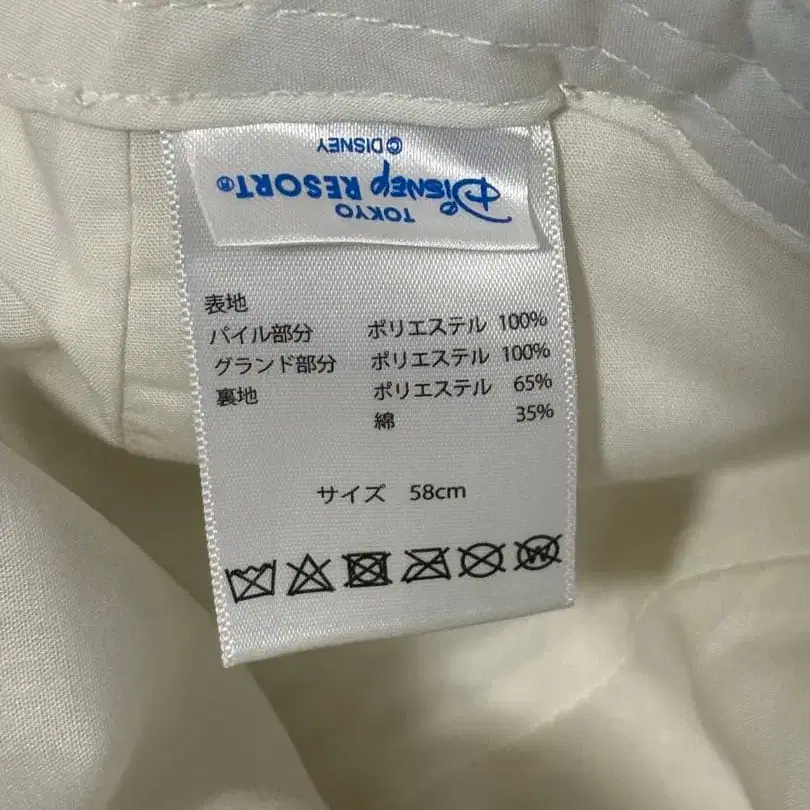 TOKYO
DISNEY RESORT®
© DISNEY
表地
パイル部分 ポリエステル 100%
グランド部分 ポリエステル 100%
裏地 ポリエステル 65%
綿 35%
サイズ 58cm